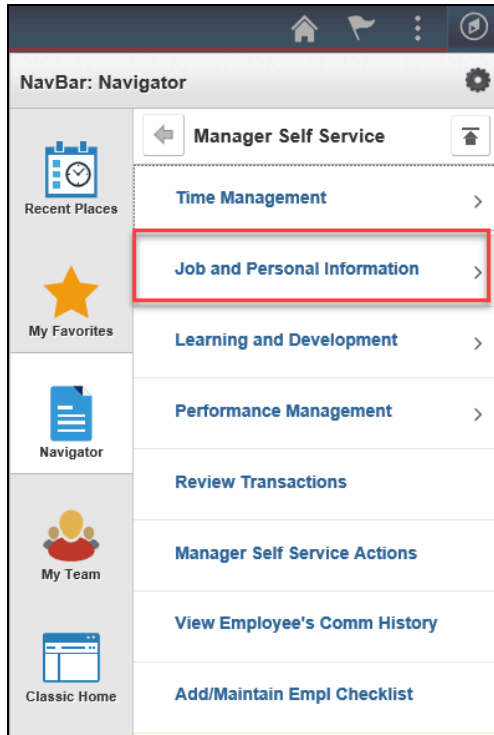 NavBar: Navigator
Manager Self Service
Recent Places
Time Management
Job and Personal Information
My Favorites
Learning and Development
Performance Management
Navigator
Review Transactions
Manager Self Service Actions
My Team
View Employee's Comm History
Classic Home
Add/Maintain Empl Checklist